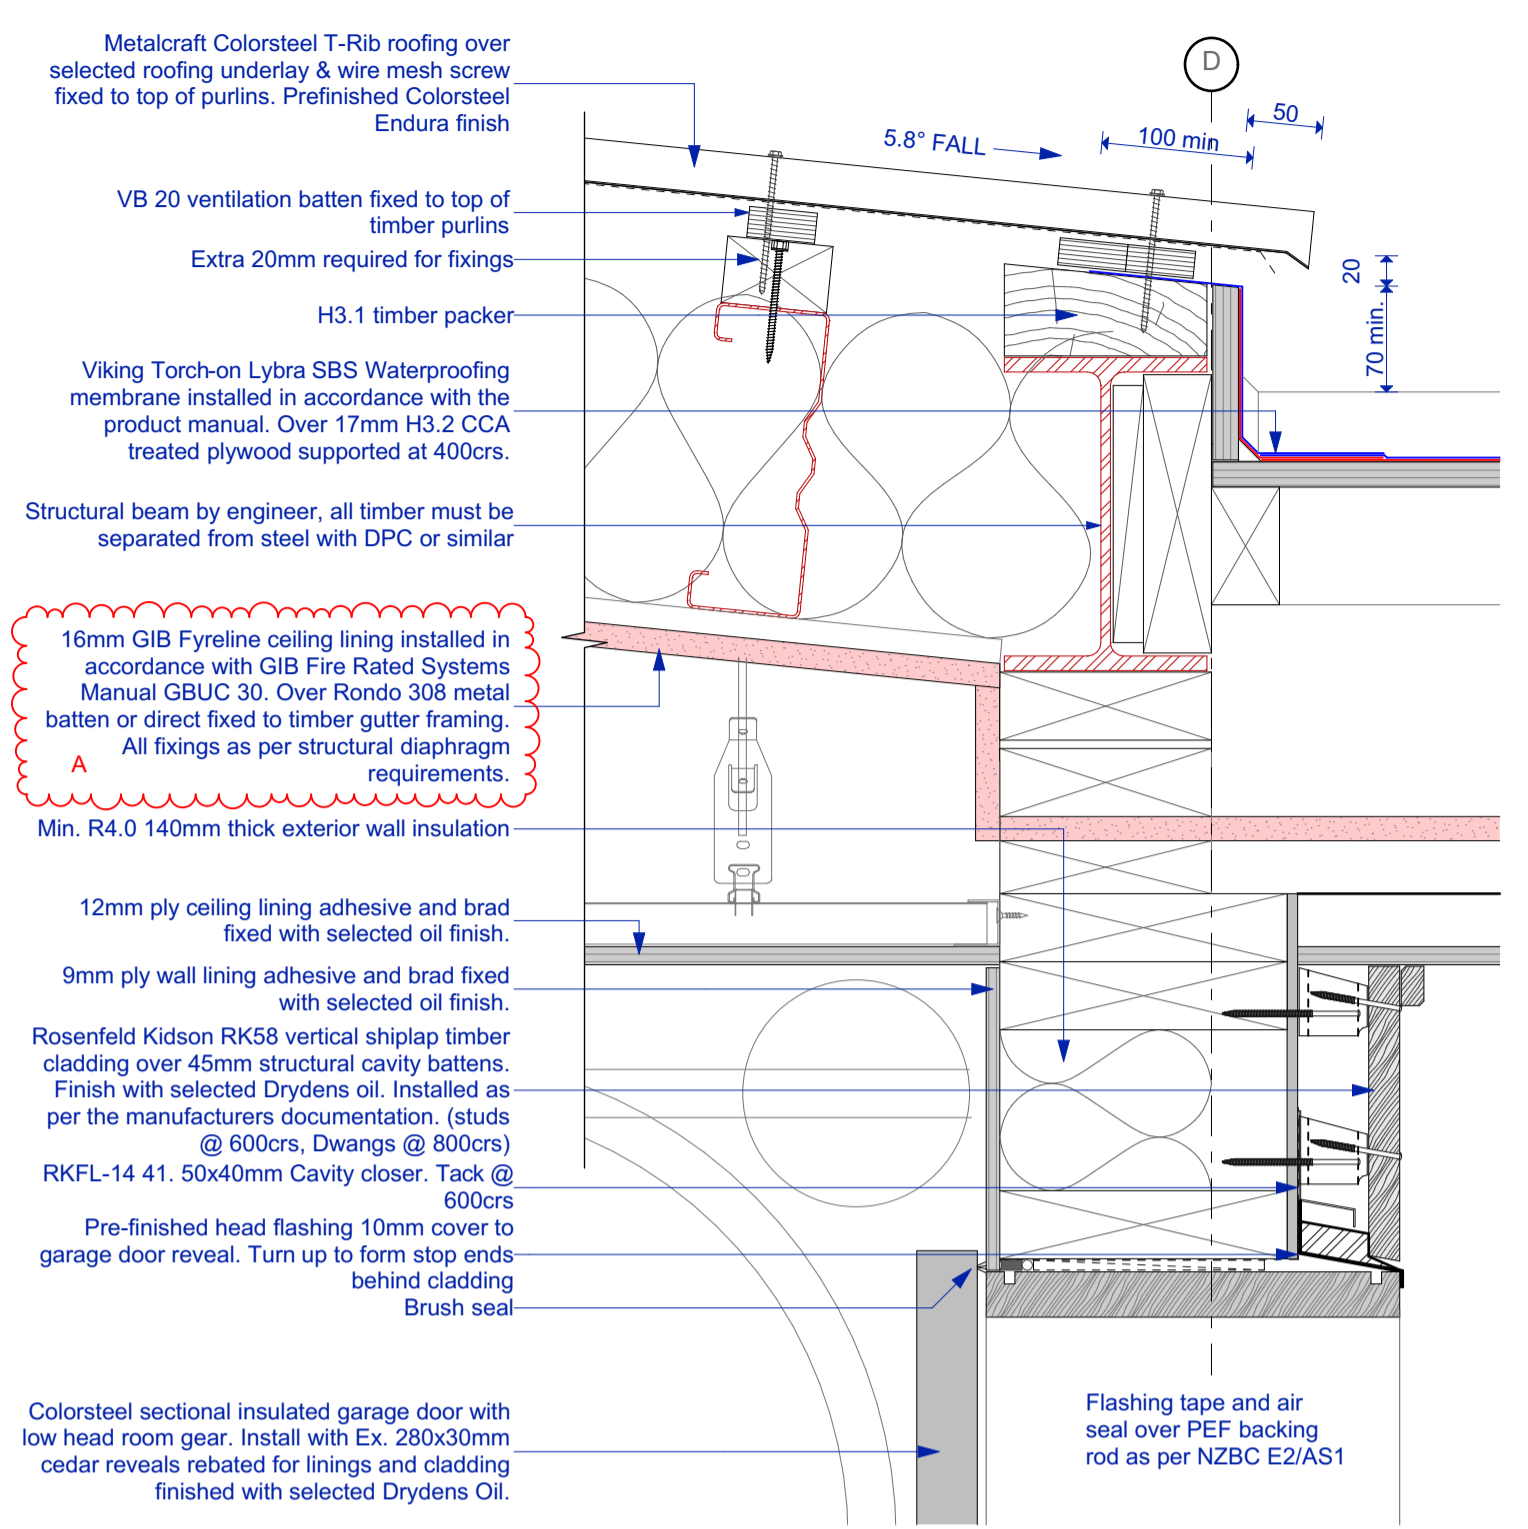 Metalcraft Colorsteel T-Rib roofing over
selected roofing underlay & wire mesh screw
fixed to top of purlins. Prefinished Colorsteel
Endura finish
D
50
100 min
5.8° FALL
VB 20 ventilation batten fixed to top of
timber purlins
Extra 20mm required for fixings
20
H3.1 timber packer
70 min.
Viking Torch-on Lybra SBS Waterproofing
membrane installed in accordance with the
product manual. Over 17mm H3.2 CCA
treated plywood supported at 400crs.
Structural beam by engineer, all timber must be
separated from steel with DPC or similar
16mm GIB Fyreline ceiling lining installed in
accordance with GIB Fire Rated Systems
Manual GBUC 30. Over Rondo 308 metal
batten or direct fixed to timber gutter framing.
All fixings as per structural diaphragm
requirements.
A
Min. R4.0 140mm thick exterior wall insulation
12mm ply ceiling lining adhesive and brad
fixed with selected oil finish.
9mm ply wall lining adhesive and brad fixed
with selected oil finish.
Rosenfeld Kidson RK58 vertical shiplap timber
cladding over 45mm structural cavity battens.
Finish with selected Drydens oil. Installed as
per the manufacturers documentation. (studs
@ 600crs, Dwangs @ 800crs)
RKFL-14 41. 50x40mm Cavity closer. Tack @
600crs
Pre-finished head flashing 10mm cover to
garage door reveal. Turn up to form stop ends
behind cladding
Brush seal
Colorsteel sectional insulated garage door with
low head room gear. Install with Ex. 280x30mm
cedar reveals rebated for linings and cladding
finished with selected Drydens Oil.
Flashing tape and air
seal over PEF backing
rod as per NZBC E2/AS1